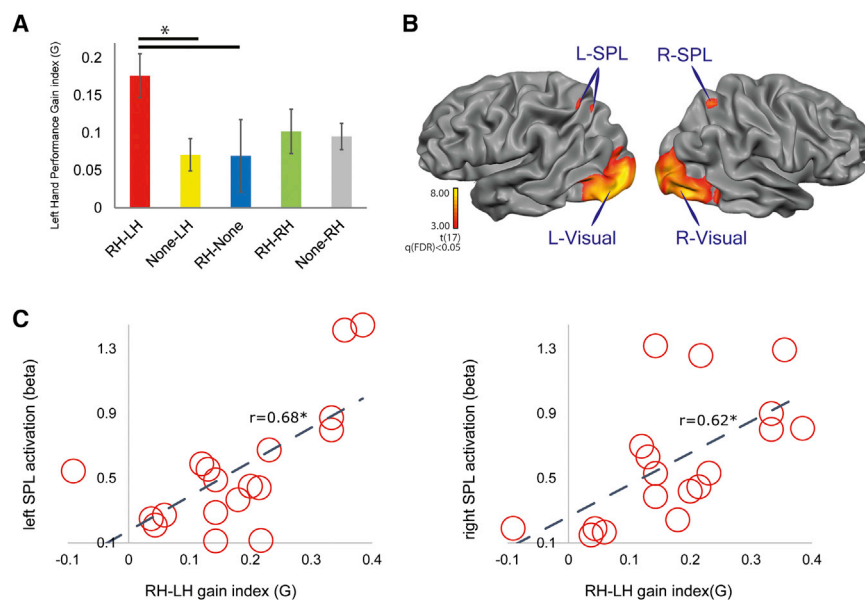 A
Left Hand Performance Gain index (G)
0.2
0.15
0.1
0.05
0
*
RH-LH
None-LH
RH-None
RH-RH
None-RH
B
L-SPL
R-SPL
8.00
3.00
t(17)
q(FDR)<0.05
L-Visual
R-Visual
C
left SPL activation (beta)
1.3
0.9
0.5
0.1
r=0.68*
-0.1
0
0.1
0.2
0.3
0.4
RH-LH gain index (G)
right SPL activation (beta)
1.3
0.9
0.5
0.1
r=0.62*
-0.1
0
0.1
0.2
0.3
0.4
RH-LH gain index(G)